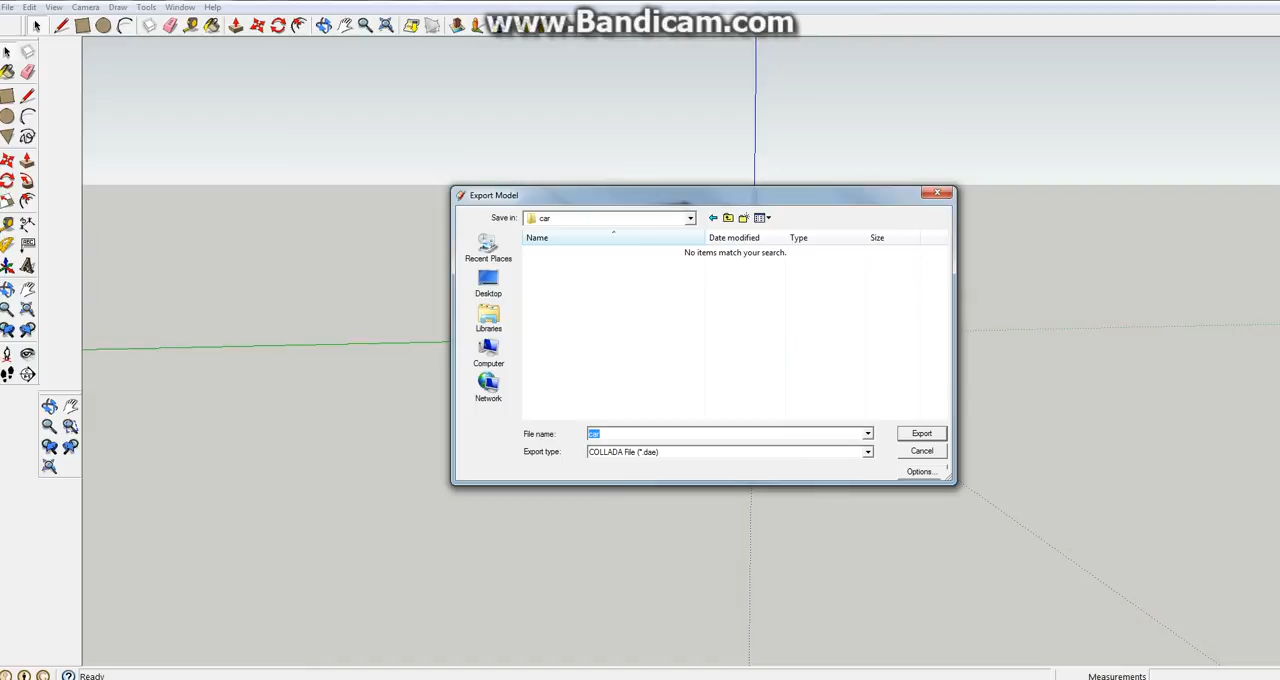 File Edit View Camera Draw Tools Window Help
www.Bandicam.com
Export Model
Save in: car
Name Date modified Type Size
No items match your search.
Recent Places
Desktop
Libraries
Computer
Network
File name: car Export
Export type: COLLADA File (*.dae) Cancel
Options...
Ready Measurements